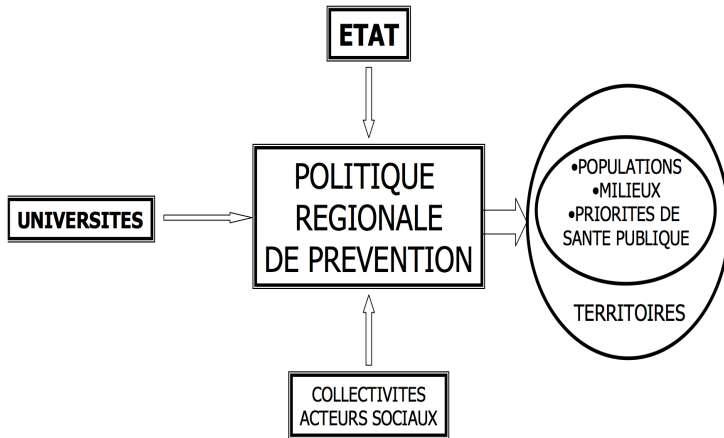 ETAT
UNIVERSITES
POLITIQUE
REGIONALE
DE PREVENTION
•POPULATIONS
•MILIEUX
•PRIORITES DE
SANTE PUBLIQUE
TERRITOIRES
COLLECTIVITES
ACTEURS SOCIAUX